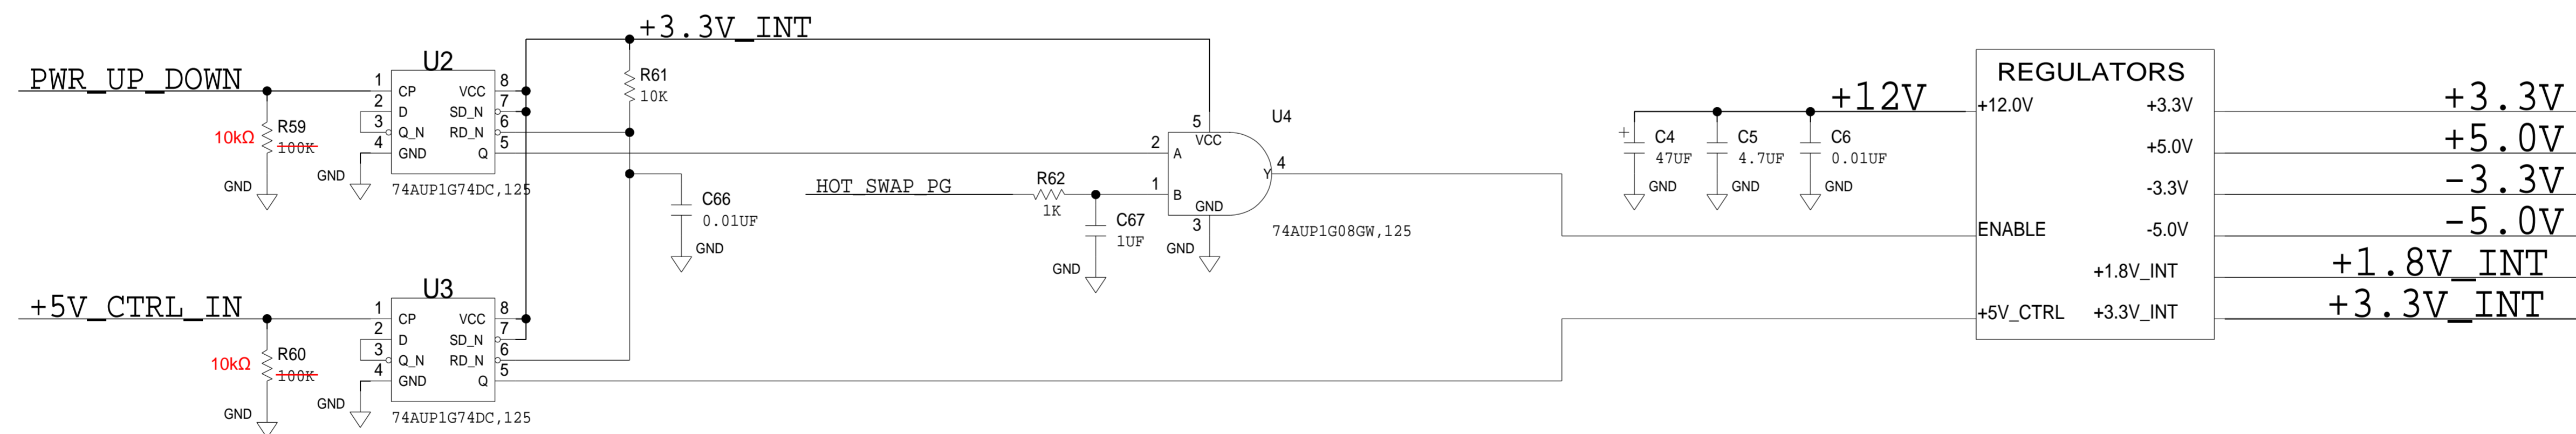 +3.3V_INT
PWR_UP_DOWN
R59
10kΩ
100K
GND
U2
1 CP VCC 8
2 D SD_N 7
3 Q_N RD_N 6
4 GND Q 5
GND
74AUP1G74DC,125
R61
10K
C66
0.01UF
GND
HOT_SWAP_PG
R62
1K
C67
1UF
GND
U4
5
VCC
2 A
4
Y
1 B
GND
3
GND
74AUP1G08GW,125
+5V_CTRL_IN
R60
10kΩ
100K
GND
U3
1 CP VCC 8
2 D SD_N 7
3 Q_N RD_N 6
4 GND Q 5
GND
74AUP1G74DC,125
+12V
+
C4
47UF
GND
C5
4.7UF
GND
C6
0.01UF
GND
REGULATORS
+12.0V +3.3V
+5.0V
-3.3V
ENABLE -5.0V
+1.8V_INT
+5V_CTRL +3.3V_INT
+3.3V
+5.0V
-3.3V
-5.0V
+1.8V_INT
+3.3V_INT